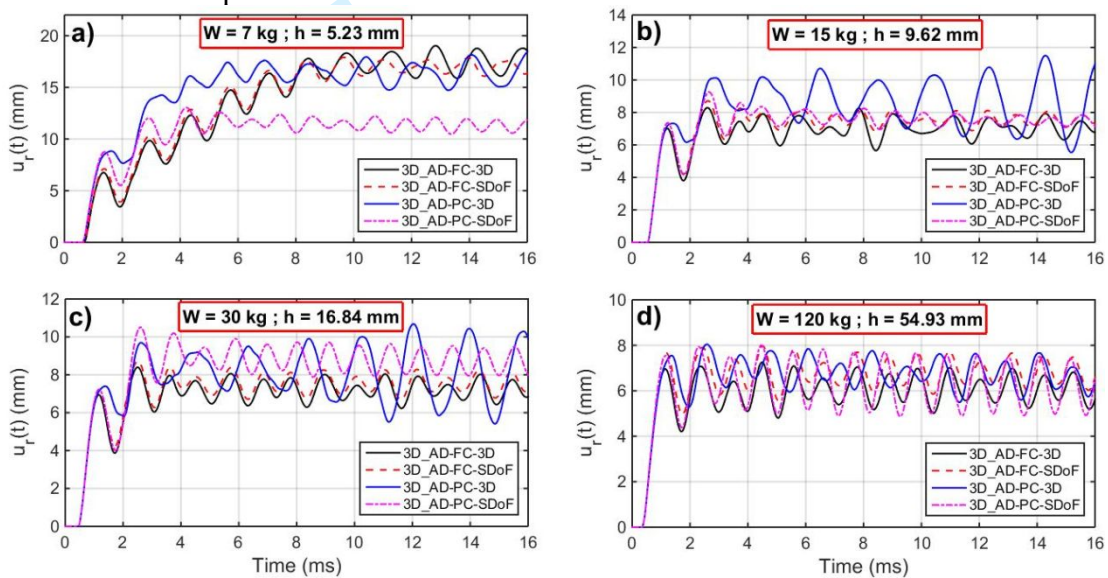 a)
W = 7 kg ; h = 5.23 mm
u_r(t) (mm)
20
15
10
5
0
0 2 4 6 8 10 12 14 16
3D_AD-FC-3D
3D_AD-FC-SDoF
3D_AD-PC-3D
3D_AD-PC-SDoF
b)
W = 15 kg ; h = 9.62 mm
u_r(t) (mm)
14
12
10
8
6
4
2
0
0 2 4 6 8 10 12 14 16
3D_AD-FC-3D
3D_AD-FC-SDoF
3D_AD-PC-3D
3D_AD-PC-SDoF
c)
W = 30 kg ; h = 16.84 mm
u_r(t) (mm)
12
10
8
6
4
2
0
0 2 4 6 8 10 12 14 16
Time (ms)
3D_AD-FC-3D
3D_AD-FC-SDoF
3D_AD-PC-3D
3D_AD-PC-SDoF
d)
W = 120 kg ; h = 54.93 mm
u_r(t) (mm)
10
8
6
4
2
0
0 2 4 6 8 10 12 14 16
Time (ms)
3D_AD-FC-3D
3D_AD-FC-SDoF
3D_AD-PC-3D
3D_AD-PC-SDoF